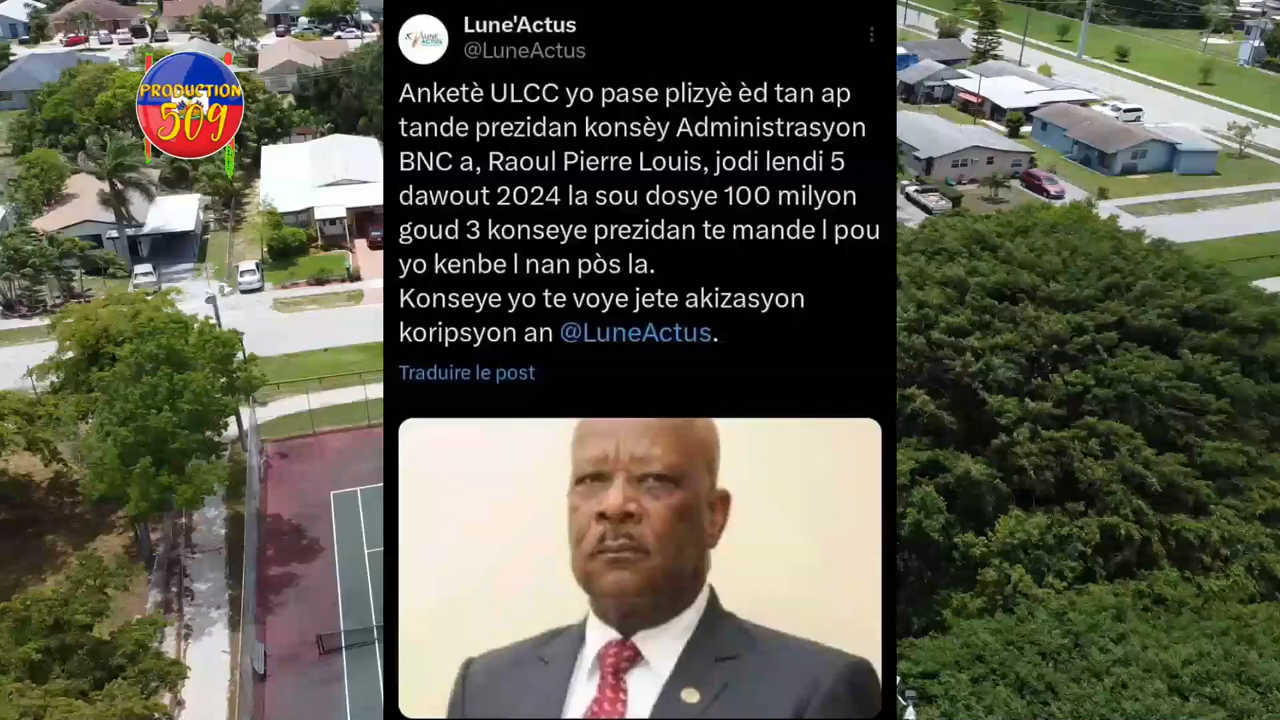 PRODUCTION
509
Lune'Actus
@LuneActus
Anketè ULCC yo pase plizyè èd tan ap
tande prezidan konsèy Administrasyon
BNC a, Raoul Pierre Louis, jodi lendi 5
dawout 2024 la sou dosye 100 milyon
goud 3 konseye prezidan te mande l pou
yo kenbe l nan pòs la.
Konseye yo te voye jete akizasyon
koripsyon an @LuneActus.
Traduire le post